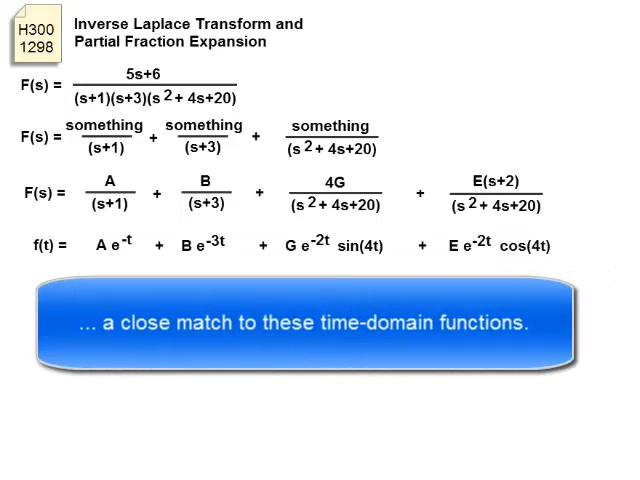 H300
1298
Inverse Laplace Transform and
Partial Fraction Expansion
5s+6
F(s) =
(s+1)(s+3)(s² + 4s+20)
something something something
F(s) = + +
(s+1) (s+3) (s² + 4s+20)
A B 4G E(s+2)
F(s) = + + +
(s+1) (s+3) (s² + 4s+20) (s² + 4s+20)
f(t) = A e^-t + B e^-3t + G e^-2t sin(4t) + E e^-2t cos(4t)
... a close match to these time-domain functions.